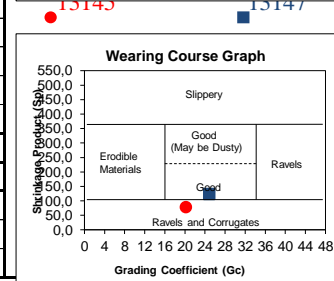 13145 13147
Wearing Course Graph
Shrinkage Product (Sp)
550,0
500,0
450,0
400,0
350,0
300,0
250,0
200,0
150,0
100,0
50,0
0,0
Slippery
Erodible
Materials
Good
(May be Dusty)
Ravels
Good
Ravels and Corrugates
0 4 8 12 16 20 24 28 32 36 40 44 48
Grading Coefficient (Gc)